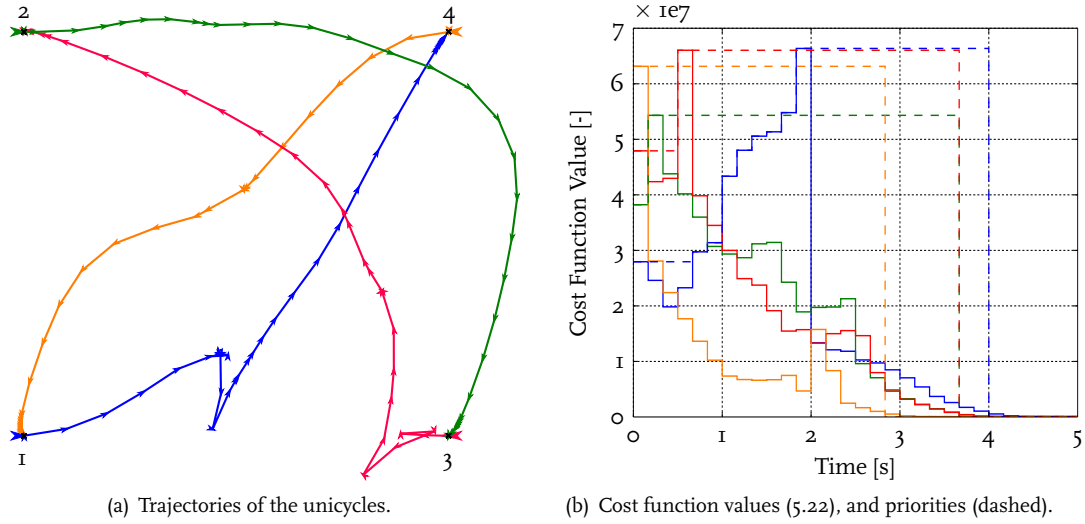 2
4
1
3
(a) Trajectories of the unicycles.
× 1e7
7
6
5
4
3
2
1
0
Cost Function Value [-]
0 1 2 3 4 5
Time [s]
(b) Cost function values (5.22), and priorities (dashed).